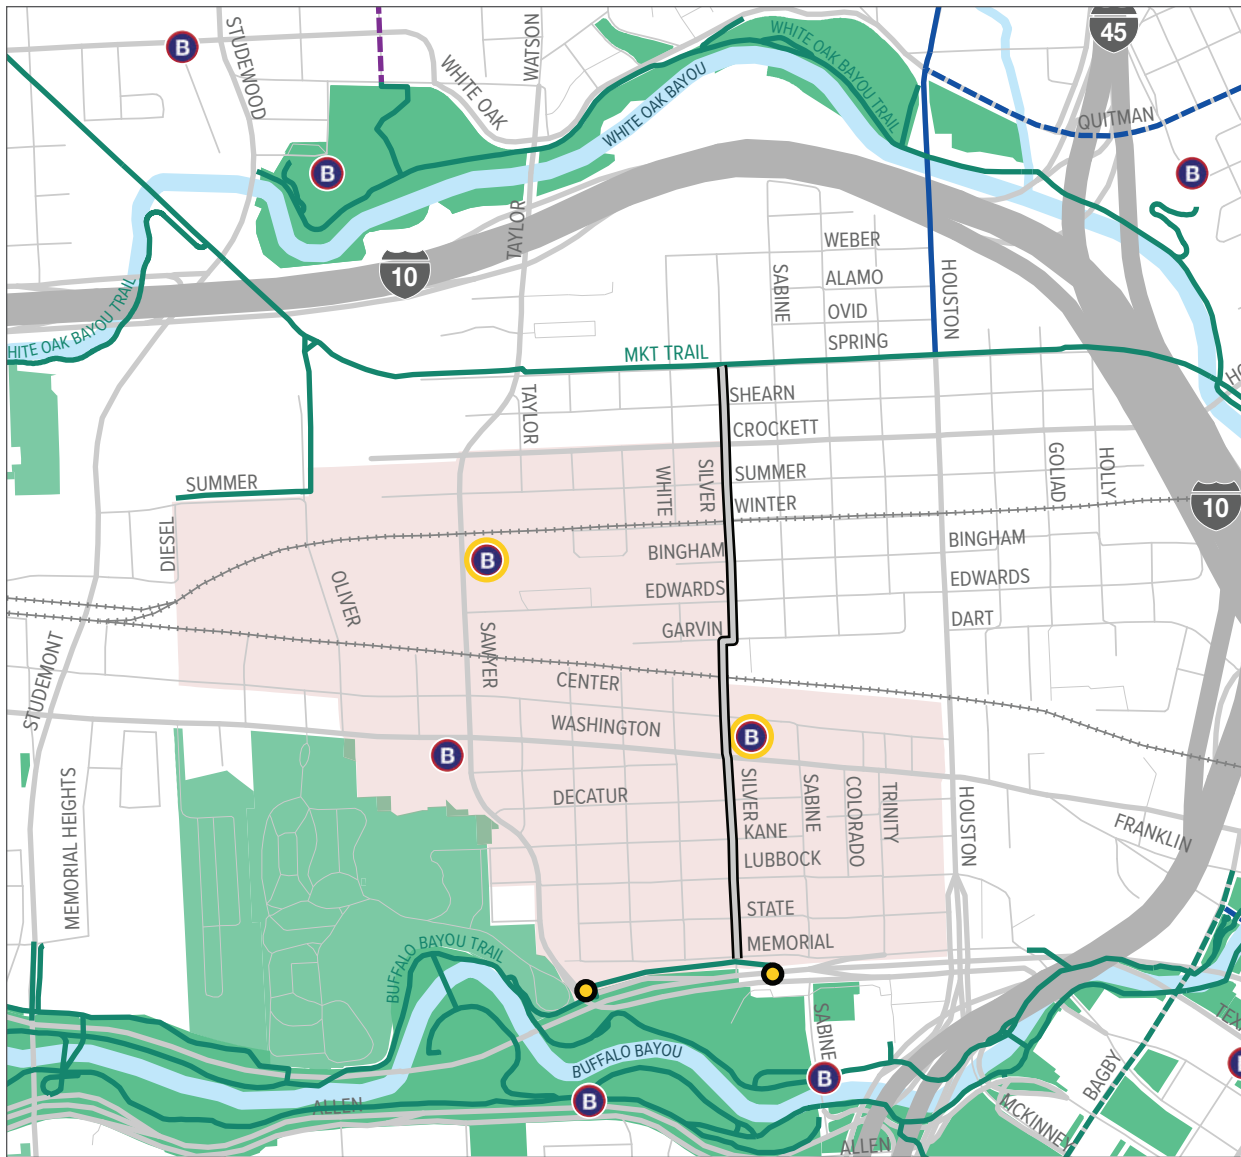 45
B
STUDEWOOD
WATSON
WHITE OAK
WHITE OAK BAYOU TRAIL
WHITE OAK BAYOU
QUITMAN
B
B
TAYLOR
WEBER
10
SABINE
ALAMO
HOUSTON
OVID
HITE OAK BAYOU TRAIL
SPRING
MKT TRAIL
HO
TAYLOR
SHEARN
CROCKETT
SUMMER
WHITE
SILVER
SUMMER
GOLIAD
HOLLY
WINTER
10
DIESEL
BINGHAM
BINGHAM
B
OLIVER
EDWARDS
EDWARDS
GARVIN
DART
STUDEMONT
SAWYER
CENTER
WASHINGTON
B
B
MEMORIAL HEIGHTS
DECATUR
SILVER
SABINE
COLORADO
TRINITY
HOUSTON
KANE
FRANKLIN
LUBBOCK
STATE
MEMORIAL
BUFFALO BAYOU TRAIL
SABINE
TEX
BUFFALO BAYOU
B
BAGBY
ALLEN
B
MCKINNEY
ALLEN